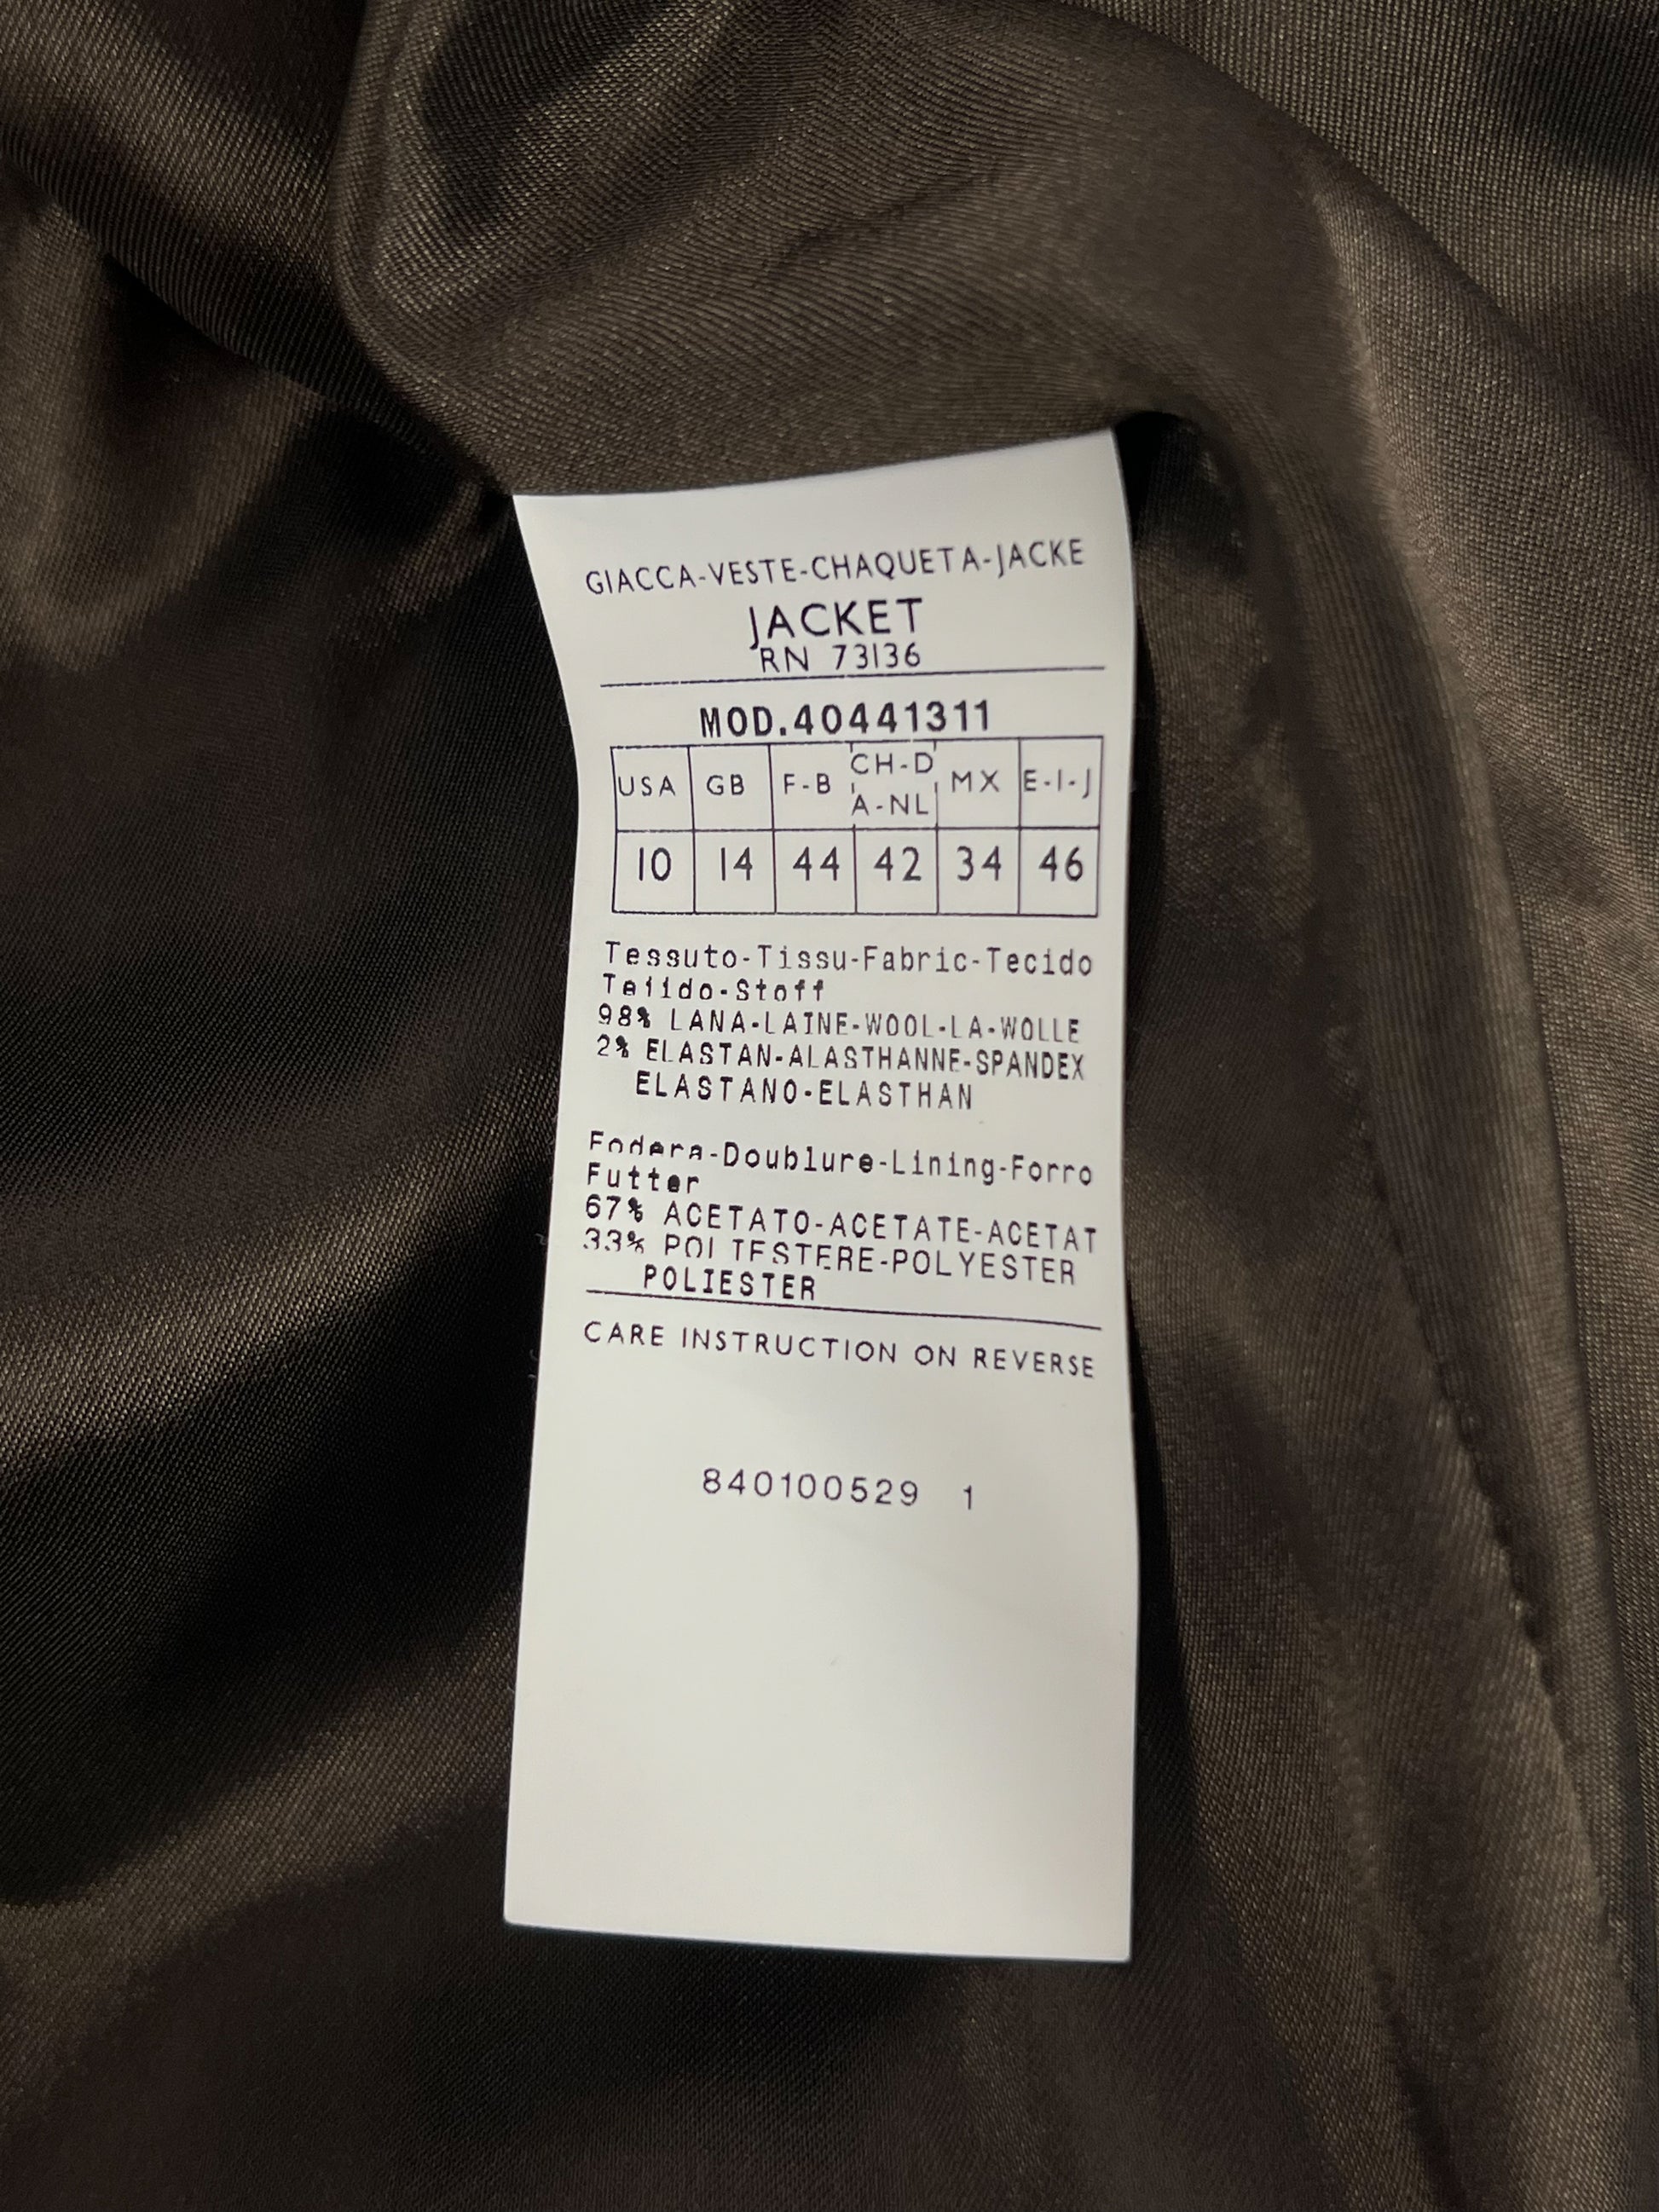 GIACCA-VESTE-CHAQUETA-JACKE
JACKET
RN 73136
MOD.40441311
USA GB F-B CH-D A-NL MX E-I-J
10 14 44 42 34 46
Tessuto-Tissu-Fabric-Tecido
Tejido-Stoff
98% LANA-LAINE-WOOL-LA-WOLLE
2% ELASTAN-ALASTHANNE-SPANDEX
ELASTANO-ELASTHAN
Fodera-Doublure-Lining-Forro
Futter
67% ACETATO-ACETATE-ACETAT
33% POLIESTERE-POLYESTER
POLIESTER
CARE INSTRUCTION ON REVERSE
840100529 1